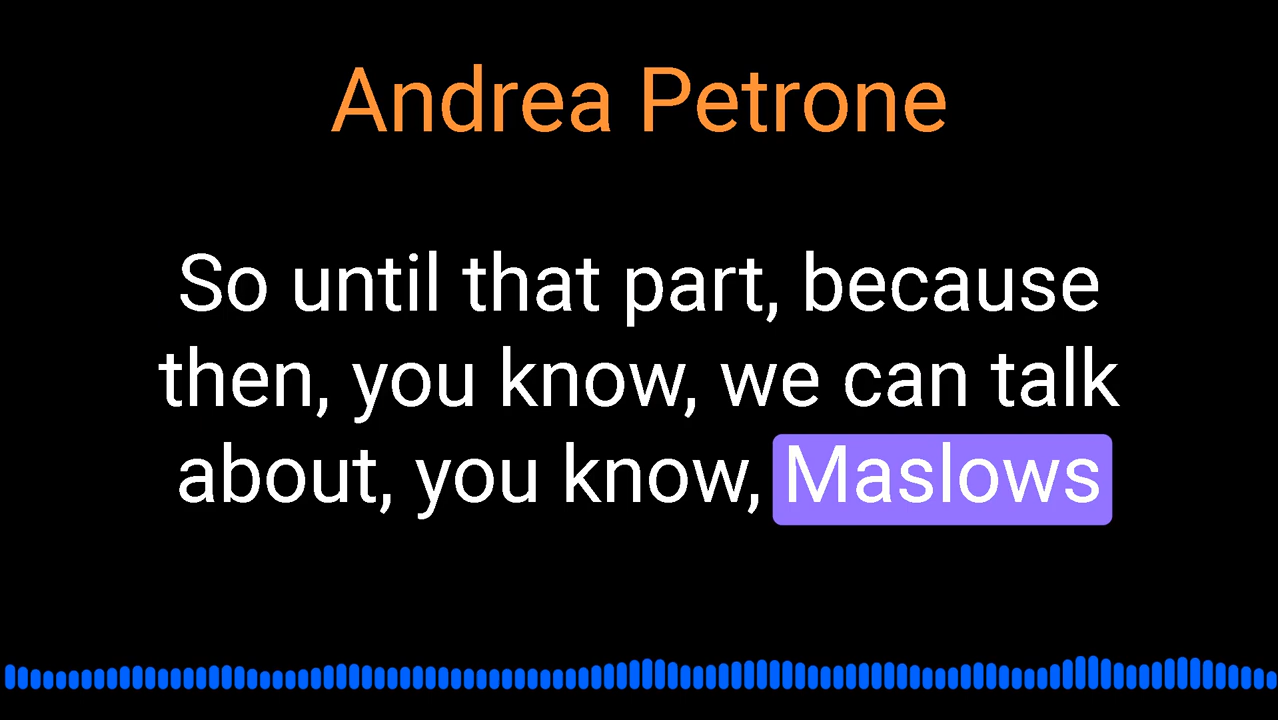 Andrea Petrone
So until that part, because
then, you know, we can talk
about, you know, Maslows